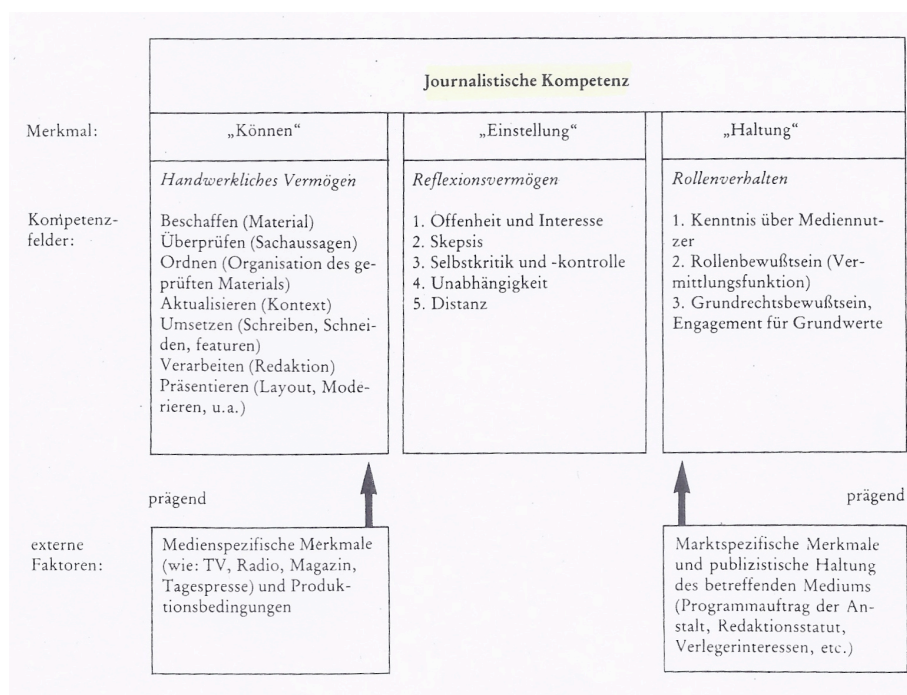 Journalistische Kompetenz
Merkmal:
„Können“
„Einstellung“
„Haltung“
Kompetenz-
felder:
Handwerkliches Vermögen
Beschaffen (Material)
Überprüfen (Sachaussagen)
Ordnen (Organisation des ge-
prüften Materials)
Aktualisieren (Kontext)
Umsetzen (Schreiben, Schnei-
den, featuren)
Verarbeiten (Redaktion)
Präsentieren (Layout, Mode-
rieren, u.a.)
Reflexionsvermögen
1. Offenheit und Interesse
2. Skepsis
3. Selbstkritik und -kontrolle
4. Unabhängigkeit
5. Distanz
Rollenverhalten
1. Kenntnis über Mediennut-
zer
2. Rollenbewußtsein (Ver-
mittlungsfunktion)
3. Grundrechtsbewußtsein,
Engagement für Grundwerte
prägend
prägend
externe
Faktoren:
Medienspezifische Merkmale
(wie: TV, Radio, Magazin,
Tagespresse) und Produk-
tionsbedingungen
Marktspezifische Merkmale
und publizistische Haltung
des betreffenden Mediums
(Programmauftrag der An-
stalt, Redaktionsstatut,
Verlegerinteressen, etc.)